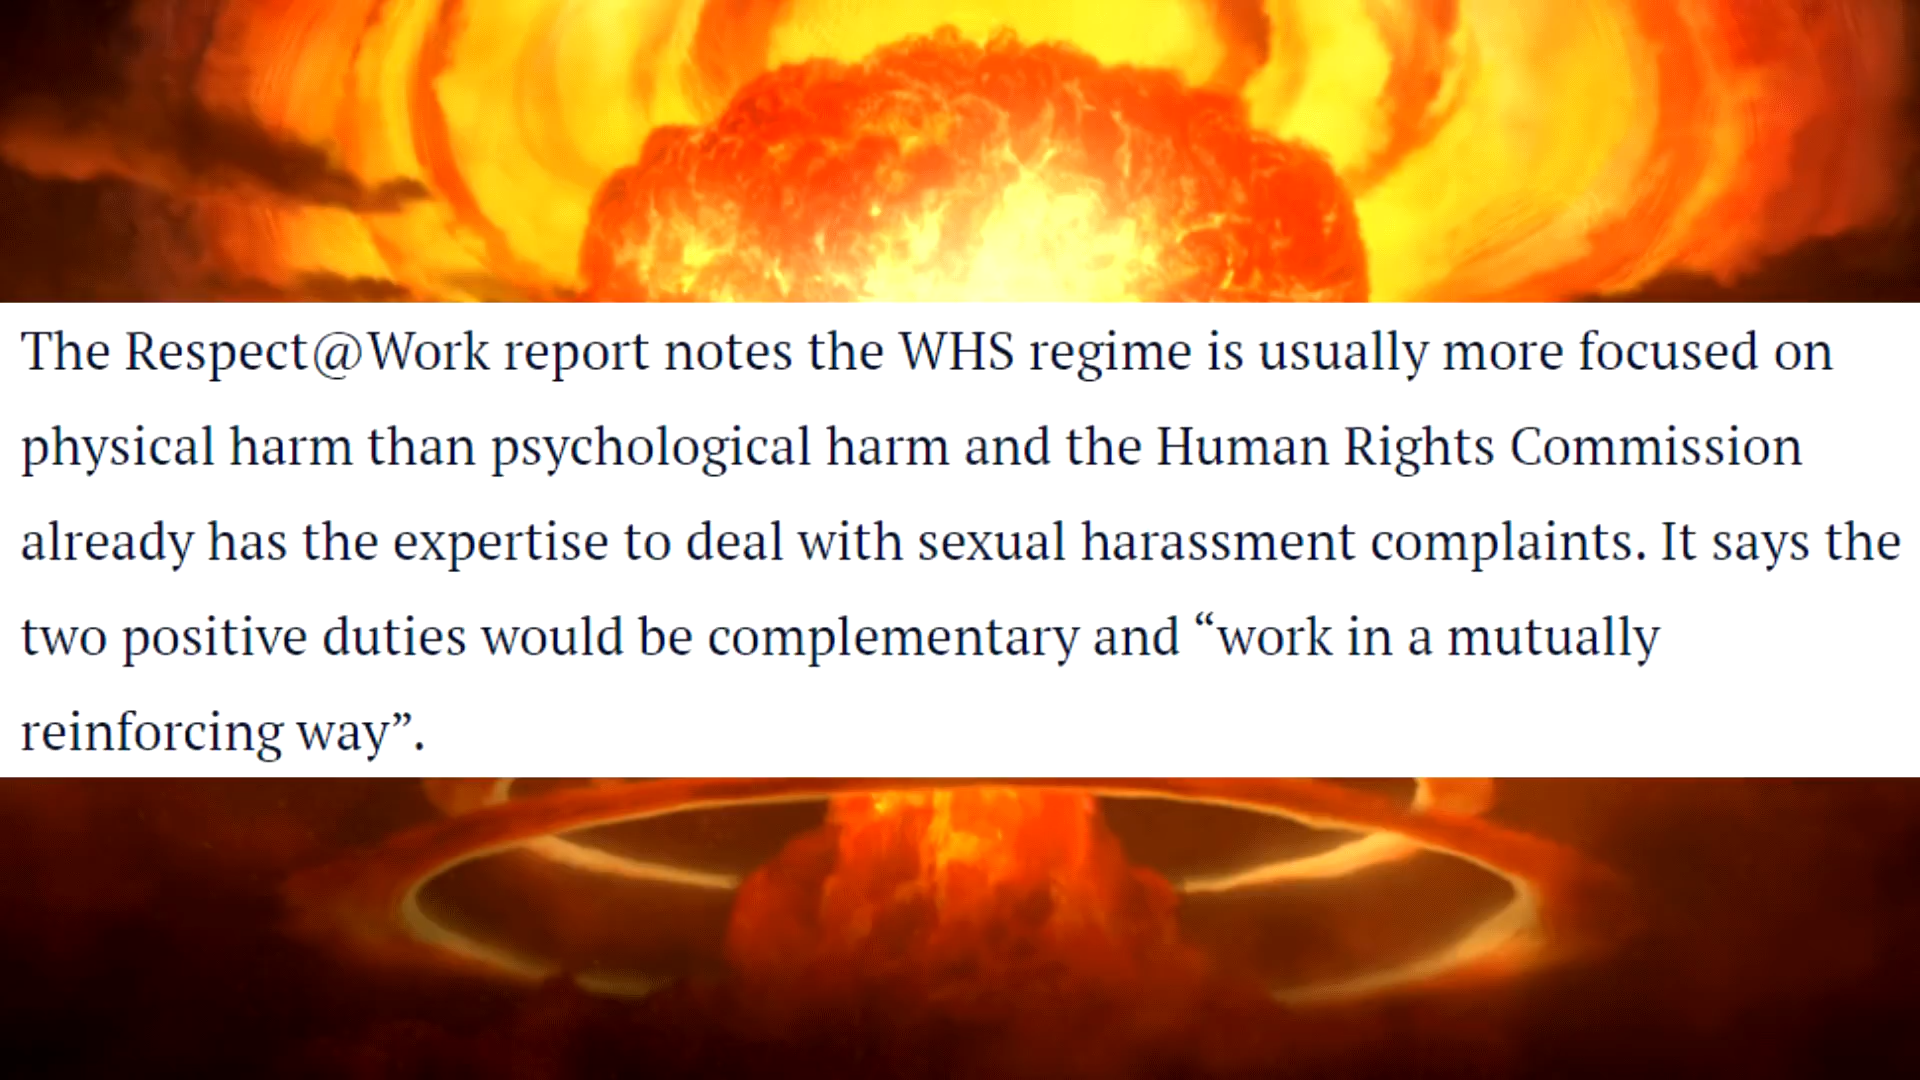 The Respect@Work report notes the WHS regime is usually more focused on
physical harm than psychological harm and the Human Rights Commission
already has the expertise to deal with sexual harassment complaints. It says the
two positive duties would be complementary and “work in a mutually
reinforcing way”.